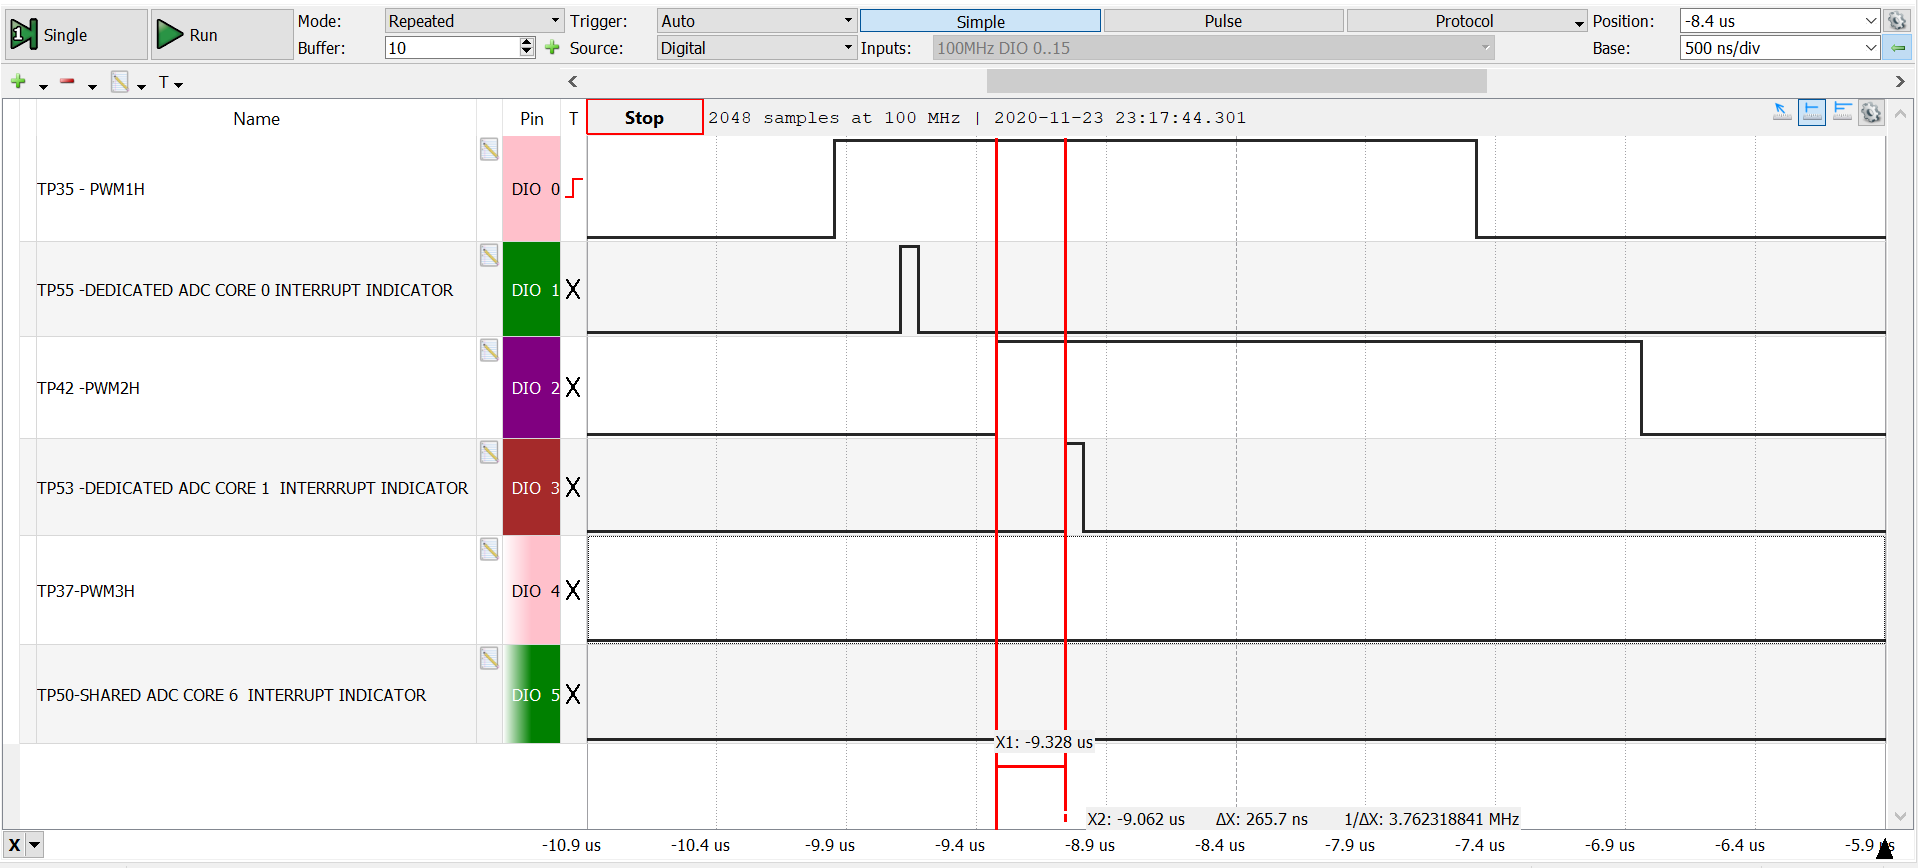 Single Run Mode: Repeated Trigger: Auto Simple Pulse Protocol Position: -8.4 us
Buffer: 10 Source: Digital Inputs: 100MHz DIO 0..15 Base: 500 ns/div
T
Name Pin T Stop 2048 samples at 100 MHz | 2020-11-23 23:17:44.301
TP35 - PWM1H DIO 0
TP55 -DEDICATED ADC CORE 0 INTERRUPT INDICATOR DIO 1 X
TP42 -PWM2H DIO 2 X
TP53 -DEDICATED ADC CORE 1 INTERRRUPT INDICATOR DIO 3 X
TP37-PWM3H DIO 4 X
TP50-SHARED ADC CORE 6 INTERRUPT INDICATOR DIO 5 X
X1: -9.328 us
X2: -9.062 us ΔX: 265.7 ns 1/ΔX: 3.762318841 MHz
X -10.9 us -10.4 us -9.9 us -9.4 us -8.9 us -8.4 us -7.9 us -7.4 us -6.9 us -6.4 us -5.9 us